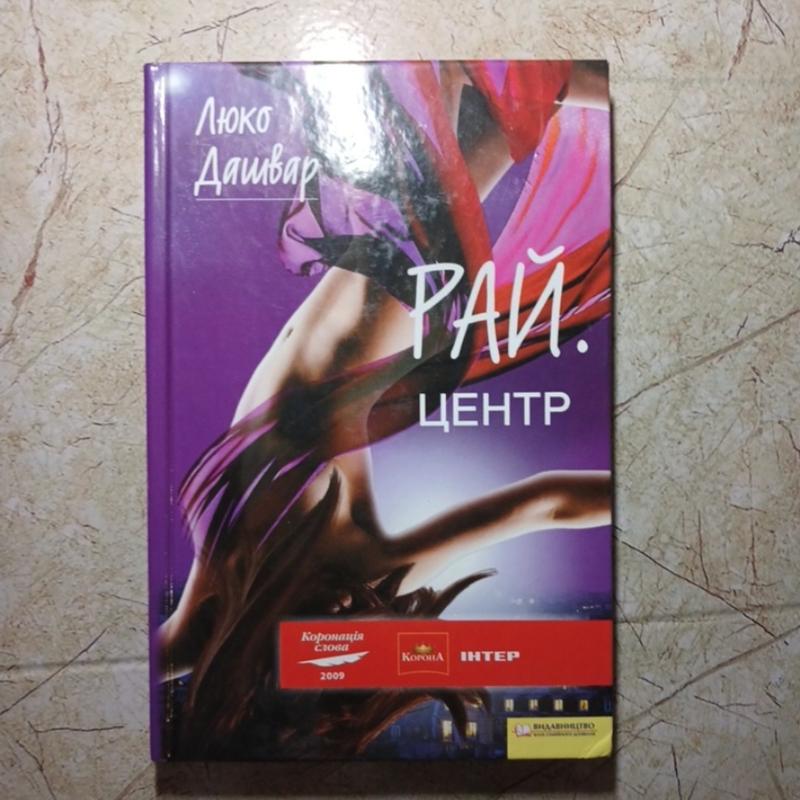 Люко
Дашвар
РАЙ.
ЦЕНТР
Коронація
слова
2009
КОРОНА
ІНТЕР
ВИДАВНИЦТВО